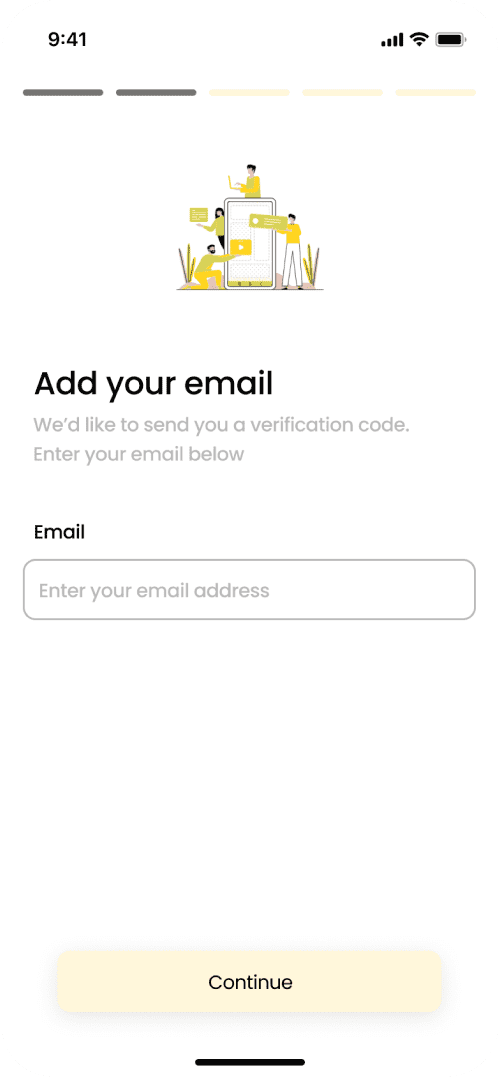 9:41
Add your email
We’d like to send you a verification code.
Enter your email below
Email
Enter your email address
Continue